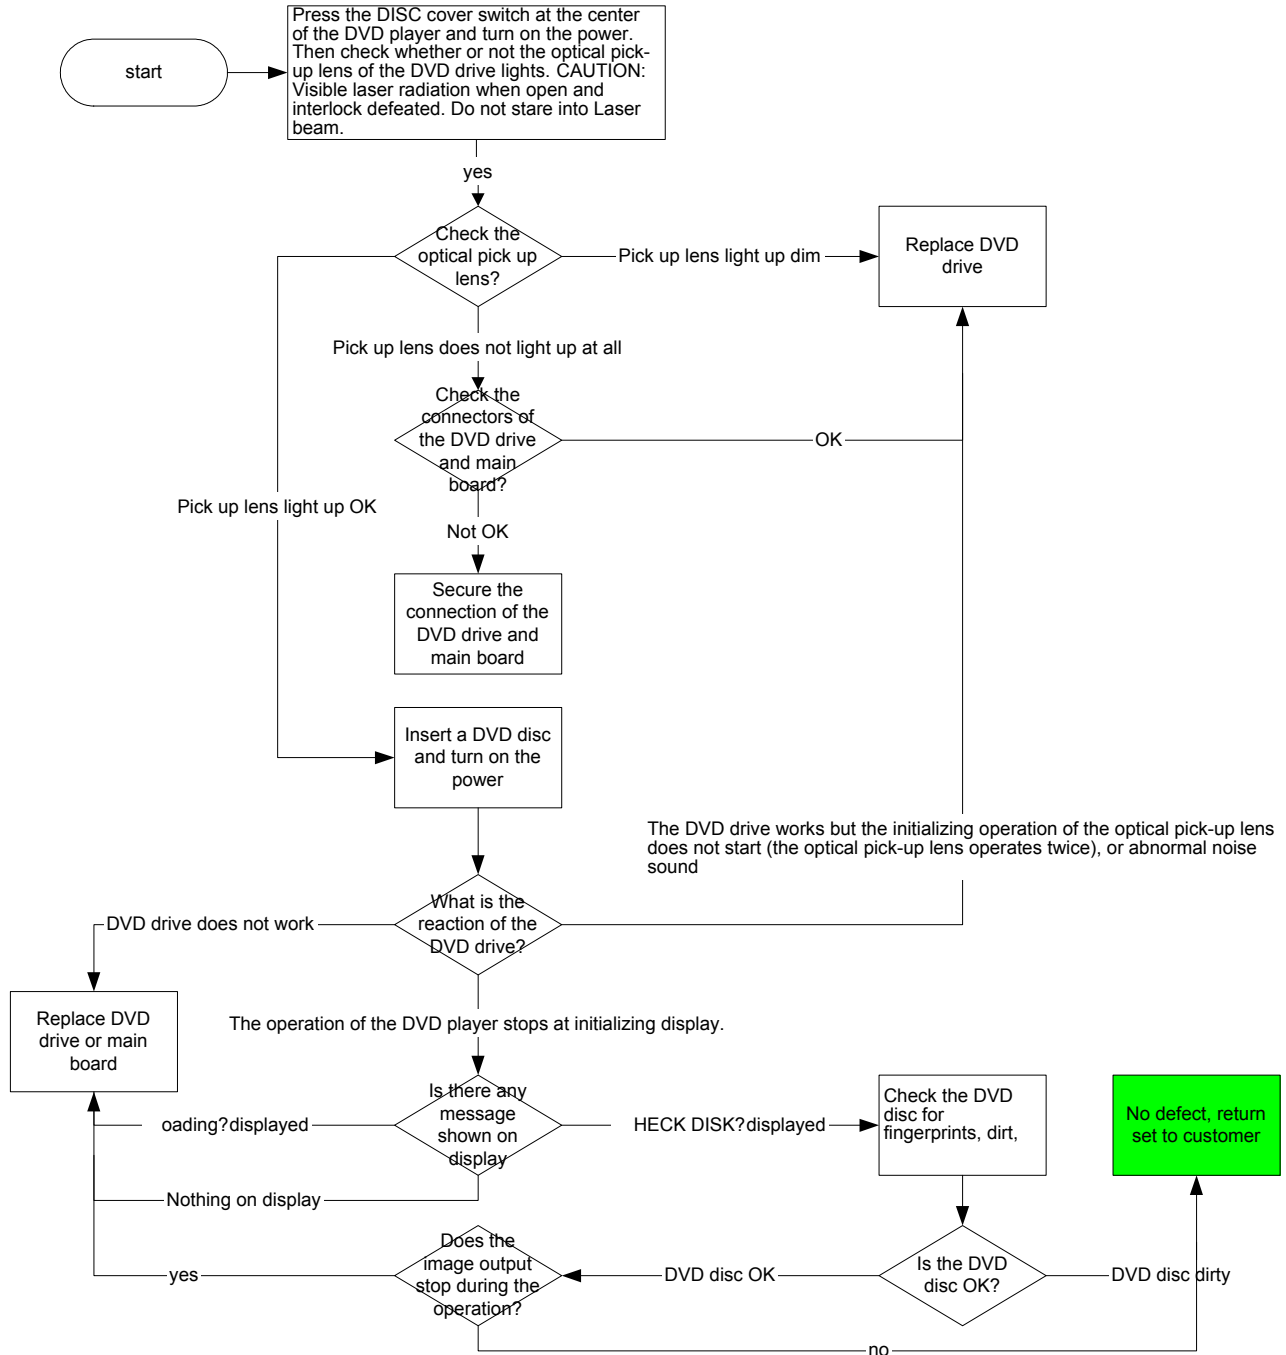 start
Press the DISC cover switch at the center
of the DVD player and turn on the power.
Then check whether or not the optical pick-
up lens of the DVD drive lights. CAUTION:
Visible laser radiation when open and
interlock defeated. Do not stare into Laser
beam.
yes
Check the
optical pick up
lens?
Pick up lens light up dim
Replace DVD
drive
Pick up lens does not light up at all
Check the
connectors of
the DVD drive
and main
board?
OK
Pick up lens light up OK
Not OK
Secure the
connection of the
DVD drive and
main board
Insert a DVD disc
and turn on the
power
The DVD drive works but the initializing operation of the optical pick-up lens
does not start (the optical pick-up lens operates twice), or abnormal noise
sound
What is the
reaction of the
DVD drive?
DVD drive does not work
Replace DVD
drive or main
board
The operation of the DVD player stops at initializing display.
Is there any
message
shown on
display
oading?displayed
HECK DISK?displayed
Check the DVD
disc for
fingerprints, dirt,
No defect, return
set to customer
Nothing on display
Does the
image output
stop during the
operation?
yes
DVD disc OK
Is the DVD
disc OK?
DVD disc dirty
no